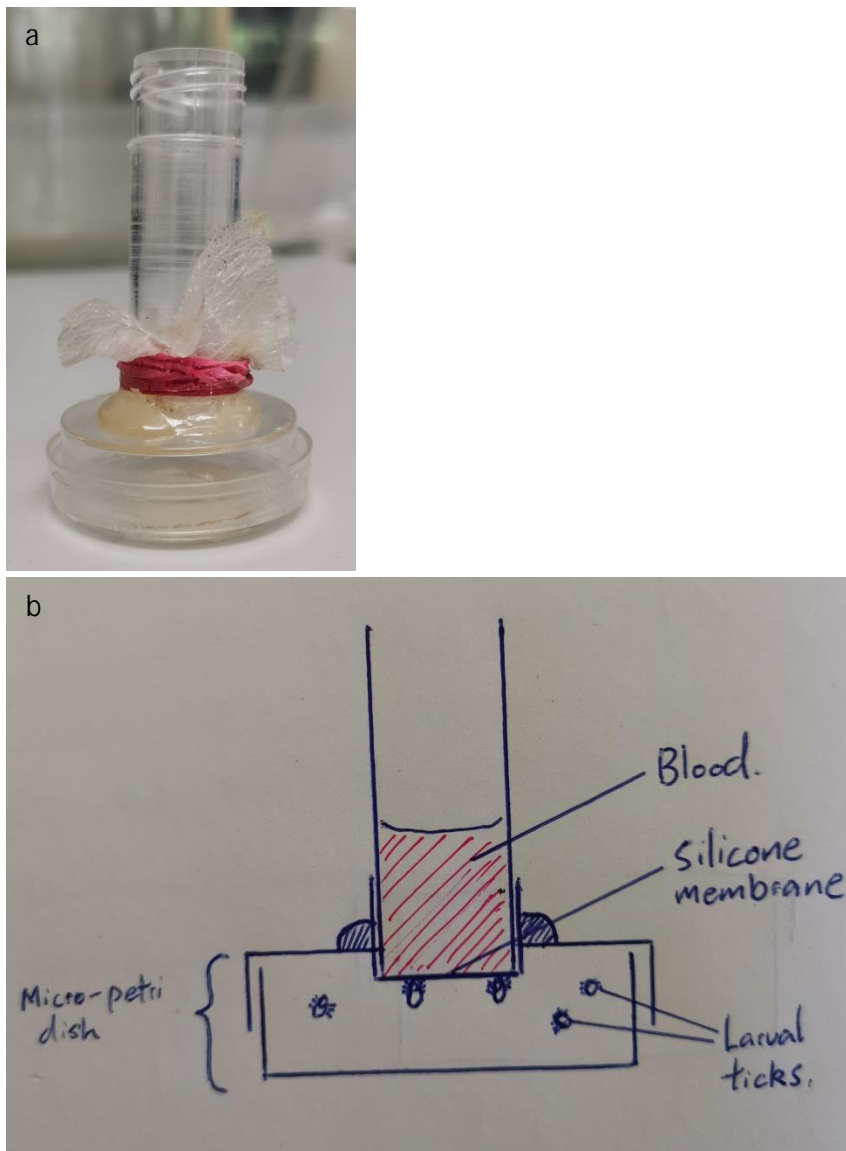 a
b
Blood.
Silicone
membrane
Micro-petri
dish
Larval
ticks.